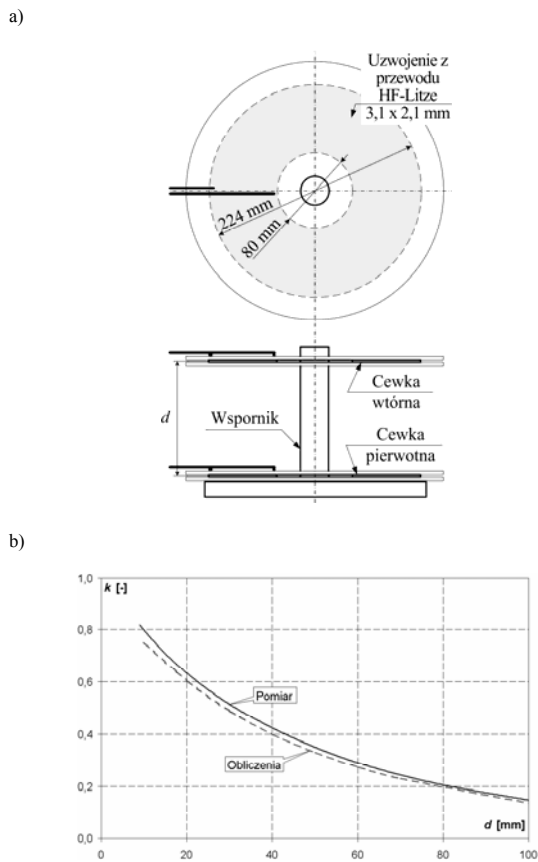 a)
Uzwojenie z
przewodu
HF-Litze
3,1 x 2,1 mm
224 mm
80 mm
d
Wspornik
Cewka
wtórna
Cewka
pierwotna
b)
1,0
k [-]
0,8
0,6
Pomiar
0,4
Obliczenia
0,2
0,0
d [mm]
0
20
40
60
80
100